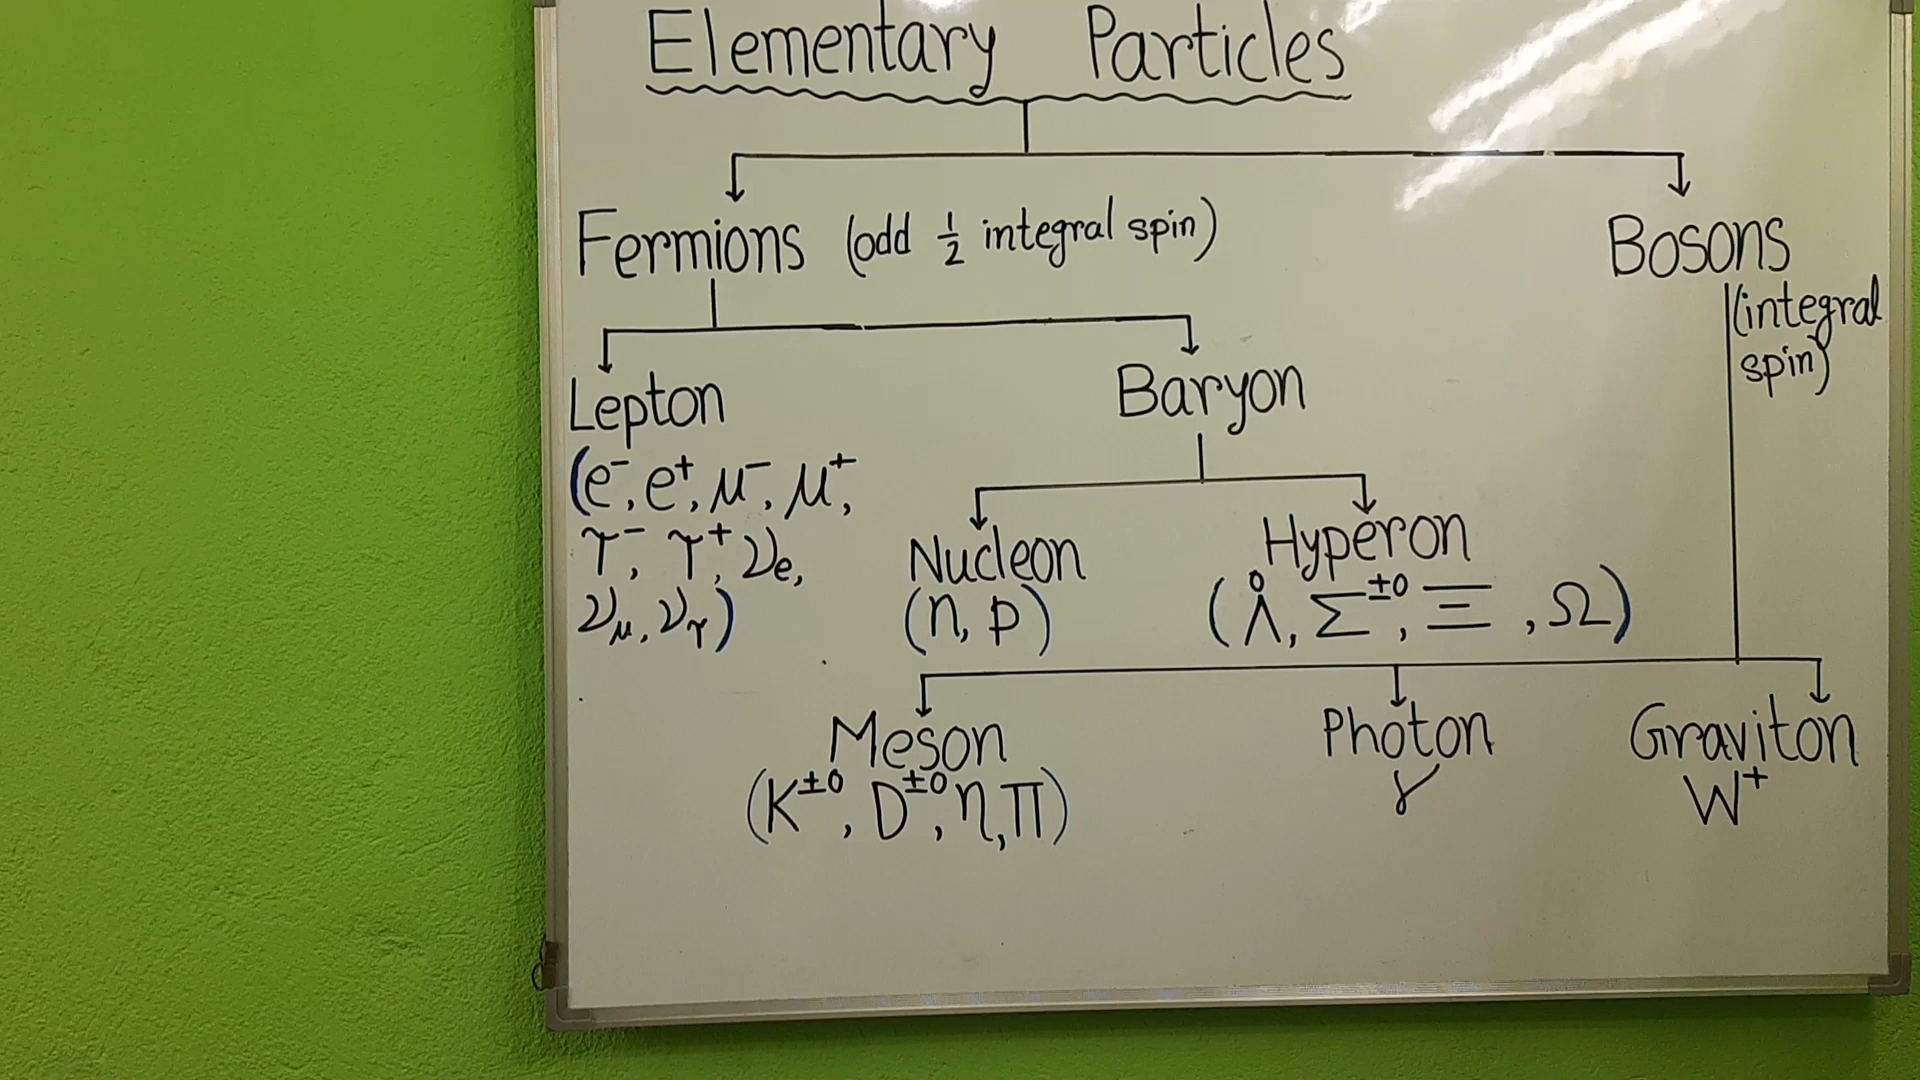 Elementary Particles
Fermions (odd ½ integral spin)
Bosons
(integral
spin)
Lepton
(e⁻, e⁺, μ⁻, μ⁺,
τ⁻, τ⁺, νe,
νμ, ντ)
Baryon
Nucleon
(n, p)
Hyperon
(λ⁰, Σ±⁰, Ξ, Ω)
Meson
(K±⁰, D±⁰, η, π)
Photon
γ
Graviton
W⁺